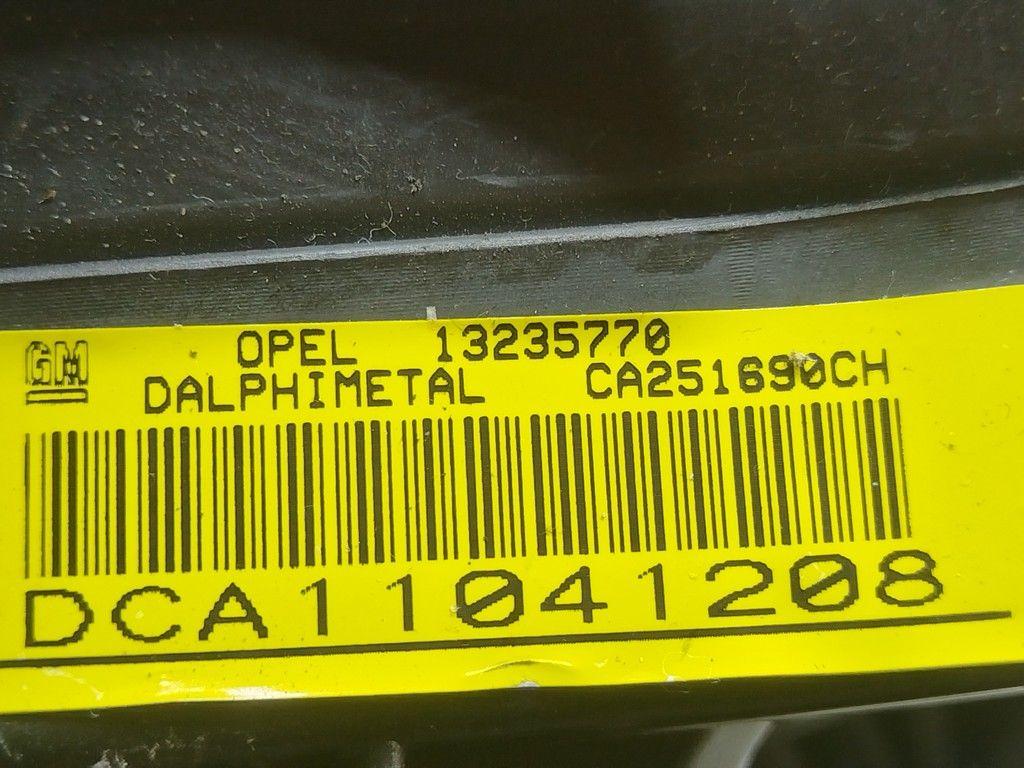 GM OPEL 13235770
DALPHIMETAL CA251690CH
DCA11041208